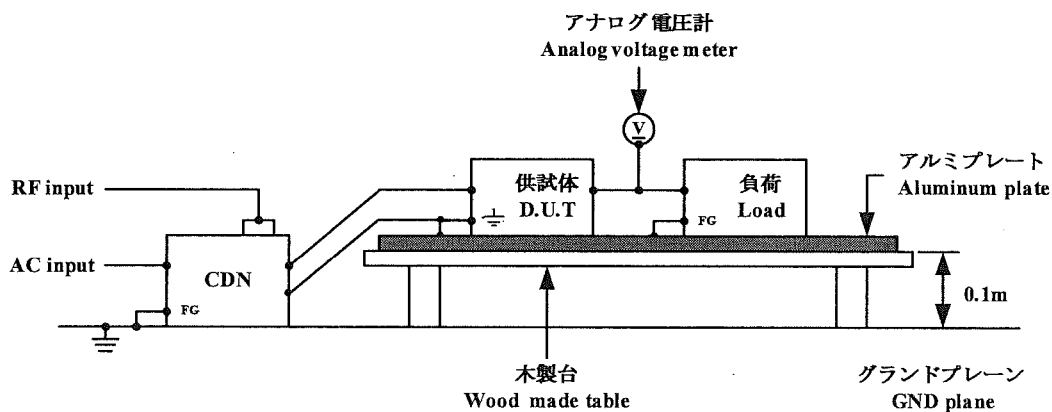 アナログ電圧計
Analog voltage meter
V
RF input
供試体
D.U.T
負荷
Load
アルミプレート
Aluminum plate
AC input
CDN
FG
FG
0.1m
木製台
Wood made table
グランドプレーン
GND plane